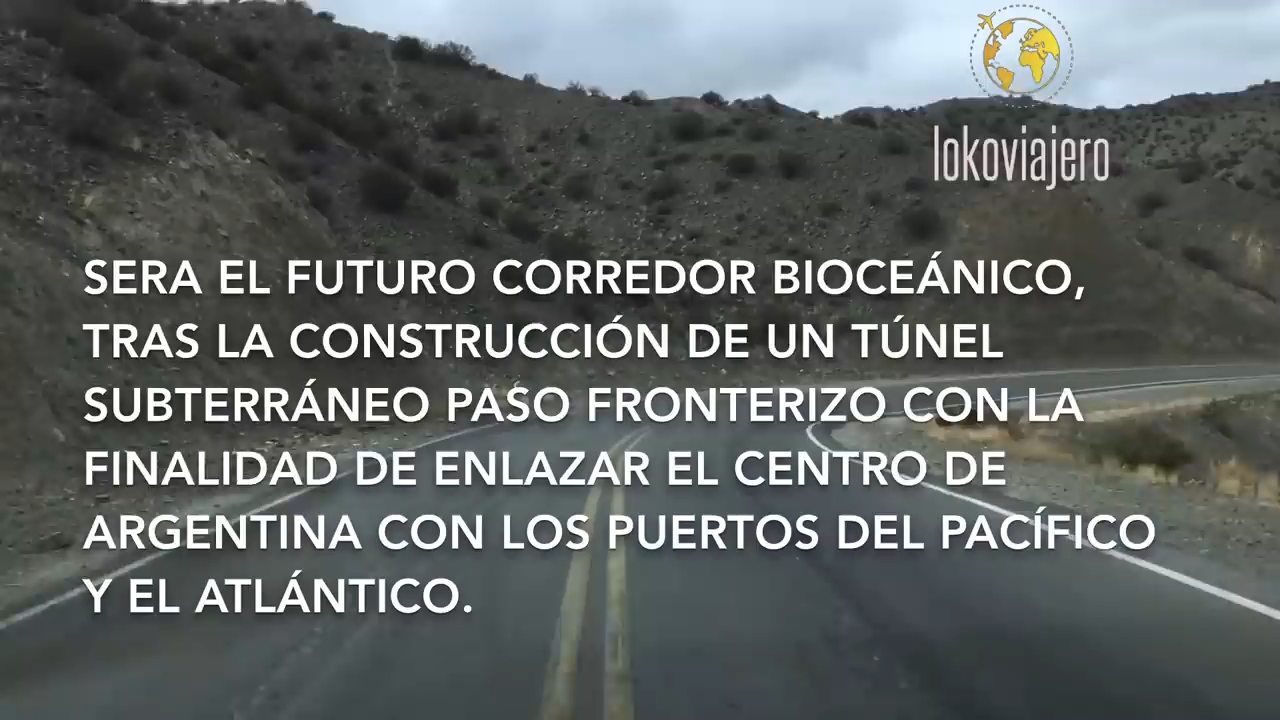 lokoviajero
SERA EL FUTURO CORREDOR BIOCEÁNICO,
TRAS LA CONSTRUCCIÓN DE UN TÚNEL
SUBTERRÁNEO PASO FRONTERIZO CON LA
FINALIDAD DE ENLAZAR EL CENTRO DE
ARGENTINA CON LOS PUERTOS DEL PACÍFICO
Y EL ATLÁNTICO.